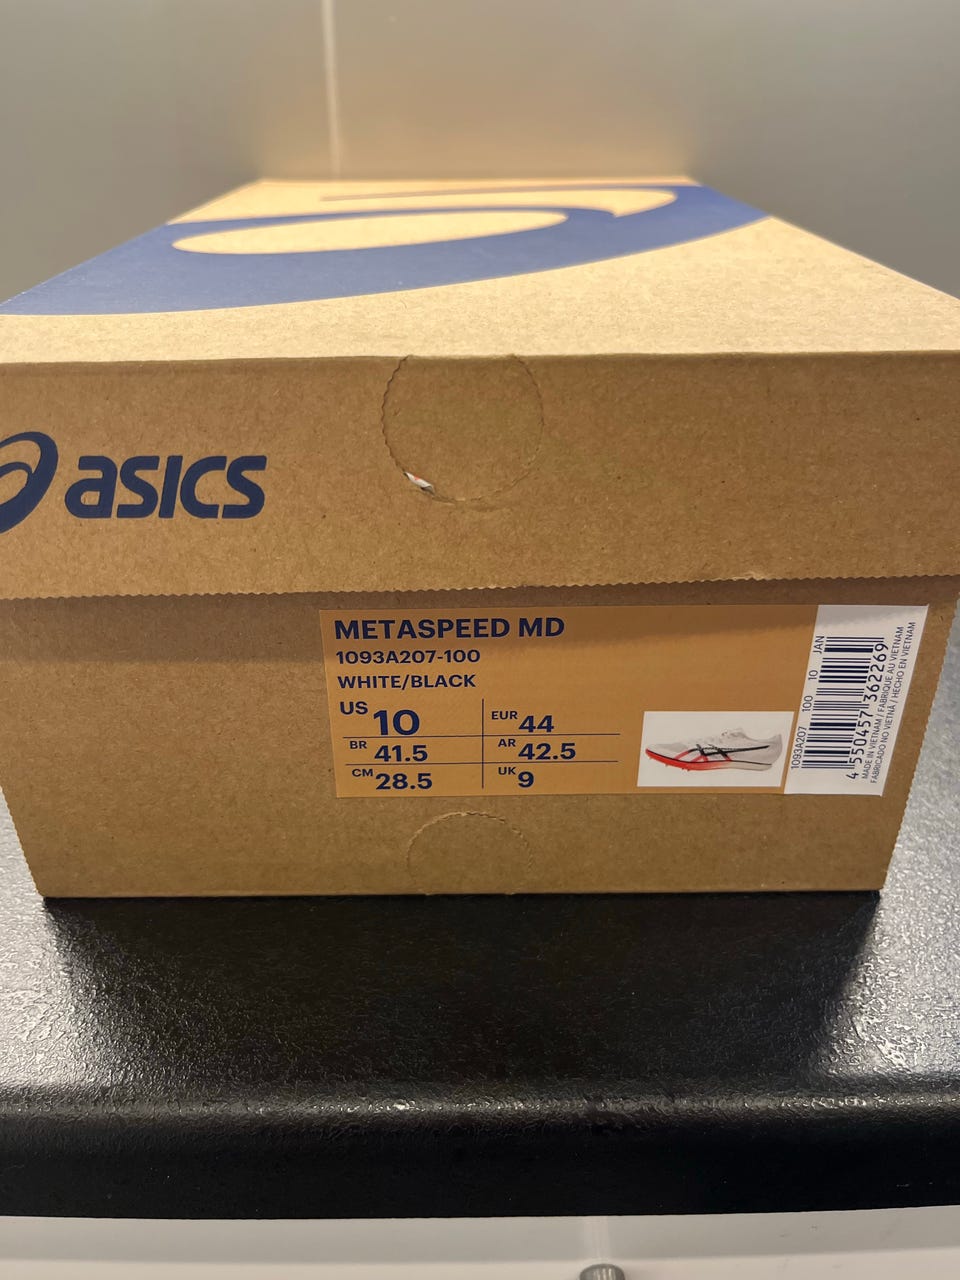 asics
METASPEED MD
1093A207-100
WHITE/BLACK
US 10 EUR 44
BR 41.5 AR 42.5
CM 28.5 UK 9
1093A207 100 10 JAN
4 550457 362269
MADE IN VIETNAM / FABRIQUE AU VIETNAM
FABRICADO NO VIETNÃ / HECHO EN VIETNAM